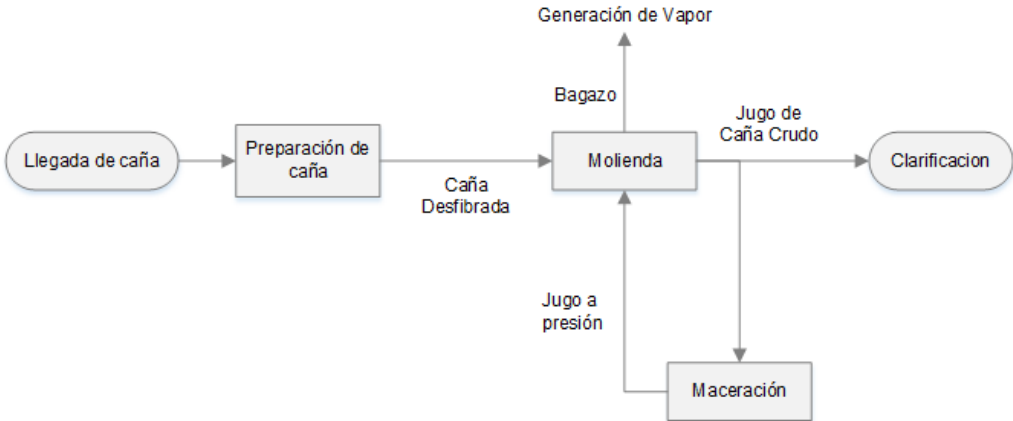 Generación de Vapor
Bagazo
Jugo de
Caña Crudo
Llegada de caña
Preparación de
caña
Molienda
Clarificacion
Caña
Desfibrada
Jugo a
presión
Maceración